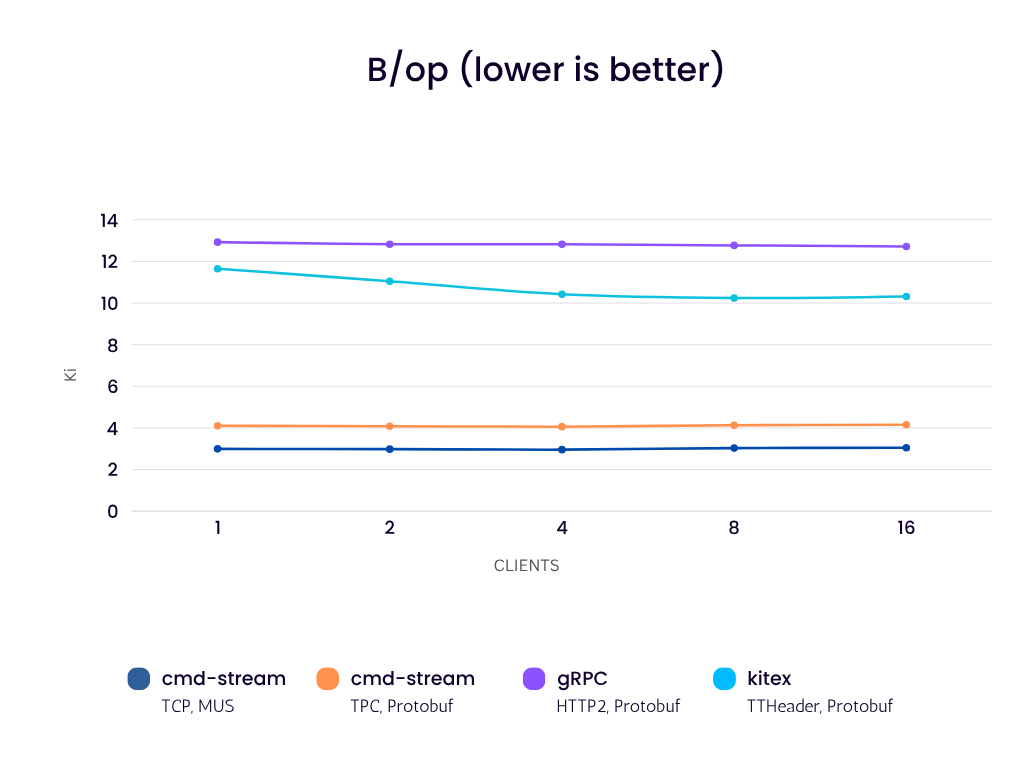 B/op (lower is better)
14
12
10
8
6
4
2
0
Ki
1 2 4 8 16
CLIENTS
cmd-stream cmd-stream gRPC kitex
TCP, MUS TPC, Protobuf HTTP2, Protobuf TTHeader, Protobuf